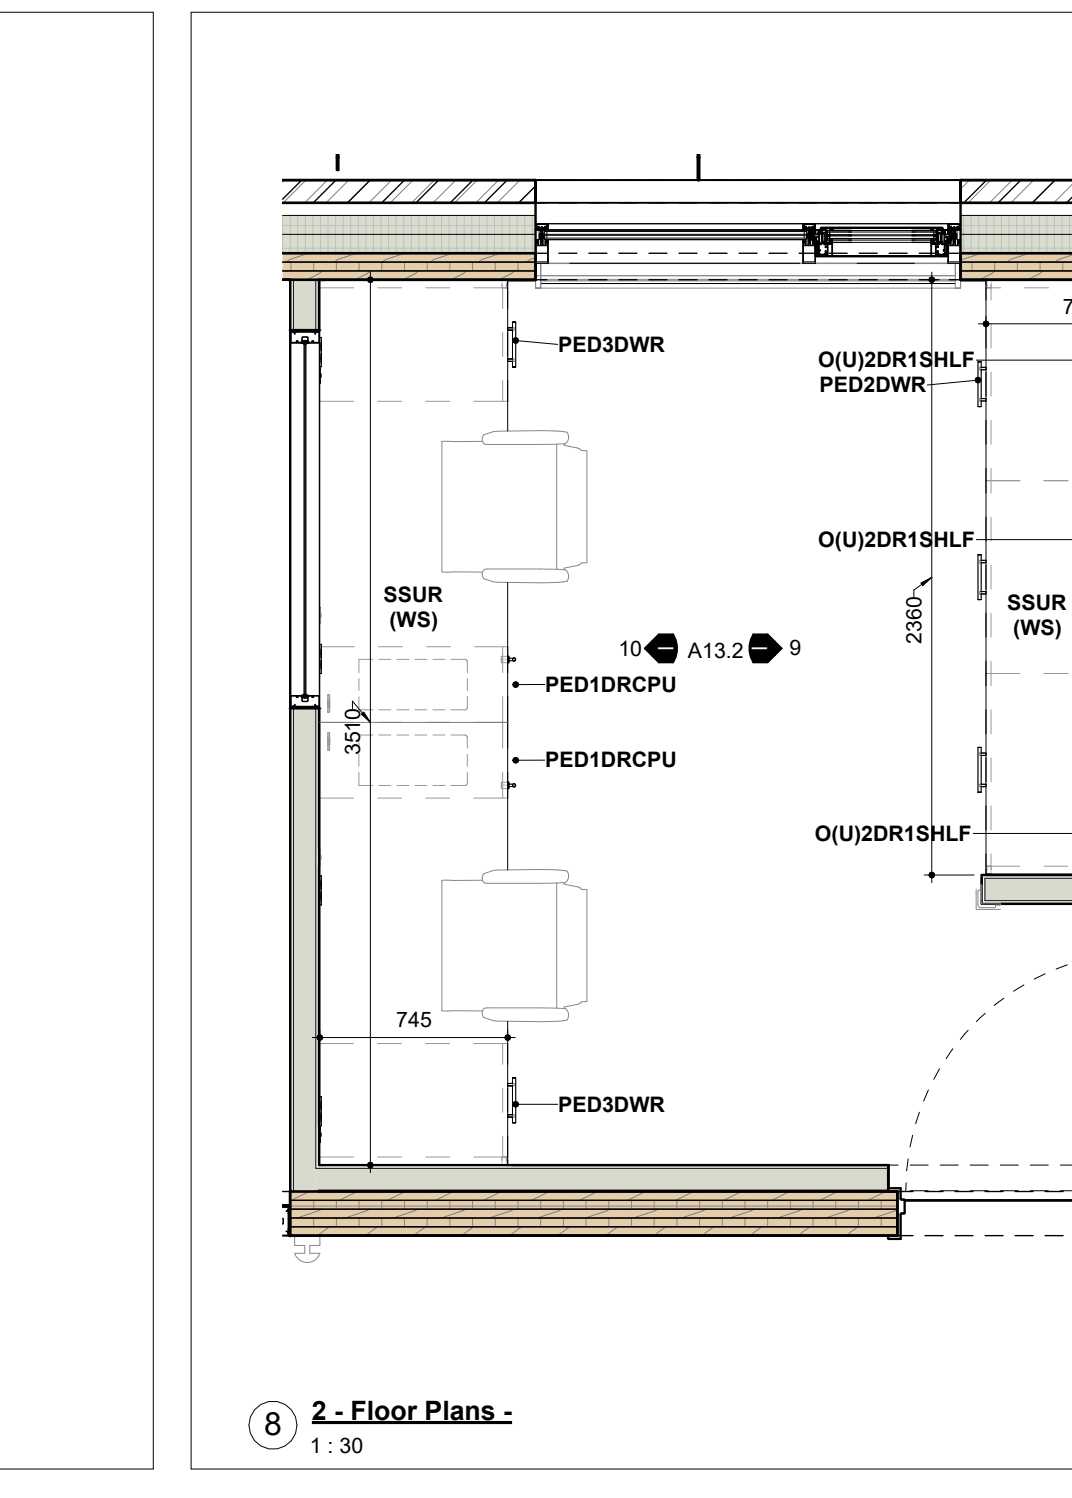 7
PED3DWR
O(U)2DR1SHLF
PED2DWR
O(U)2DR1SHLF
SSUR
(WS)
2360
SSUR
(WS)
10 A13.2 9
PED1DRCPU
3510
PED1DRCPU
O(U)2DR1SHLF
745
PED3DWR
8 2 - Floor Plans -
1 : 30